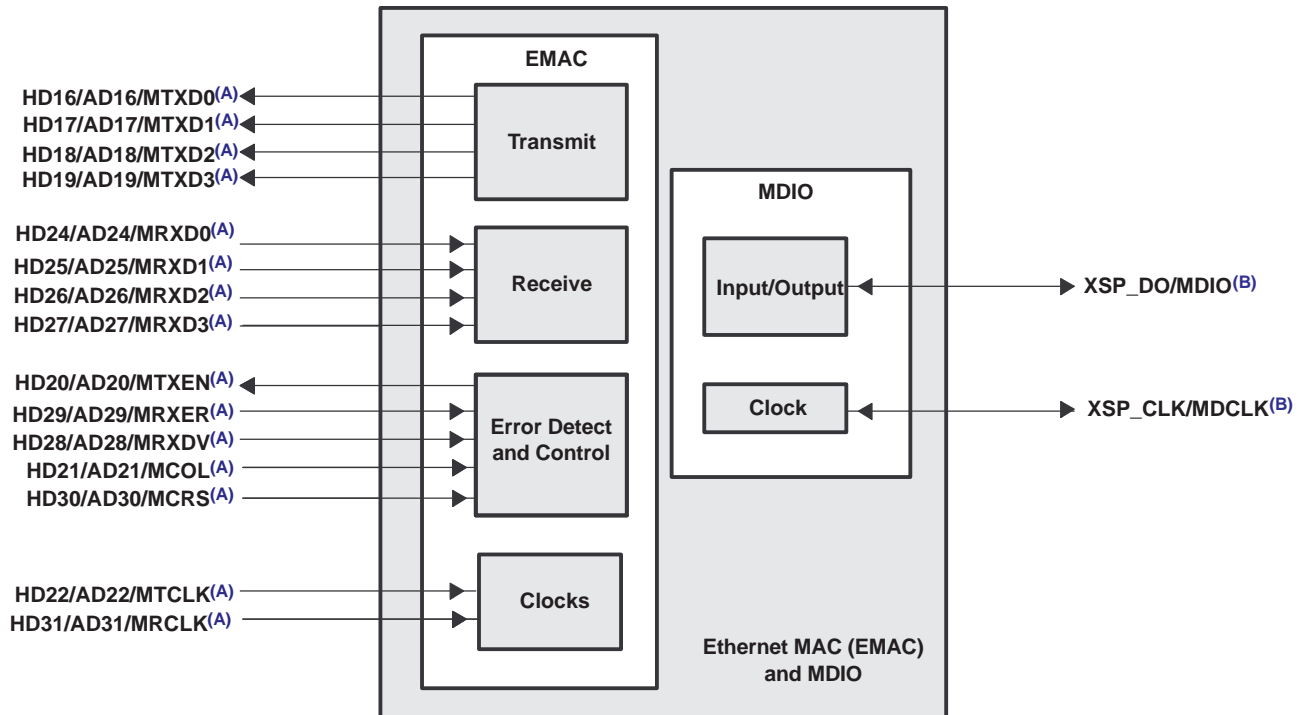 EMAC
HD16/AD16/MTXD0(A)
HD17/AD17/MTXD1(A)
HD18/AD18/MTXD2(A)
HD19/AD19/MTXD3(A)
Transmit
HD24/AD24/MRXD0(A)
HD25/AD25/MRXD1(A)
HD26/AD26/MRXD2(A)
HD27/AD27/MRXD3(A)
Receive
HD20/AD20/MTXEN(A)
HD29/AD29/MRXER(A)
HD28/AD28/MRXDV(A)
HD21/AD21/MCOL(A)
HD30/AD30/MCRS(A)
Error Detect
and Control
HD22/AD22/MTCLK(A)
HD31/AD31/MRCLK(A)
Clocks
MDIO
Input/Output
XSP_DO/MDIO(B)
Clock
XSP_CLK/MDCLK(B)
Ethernet MAC (EMAC)
and MDIO